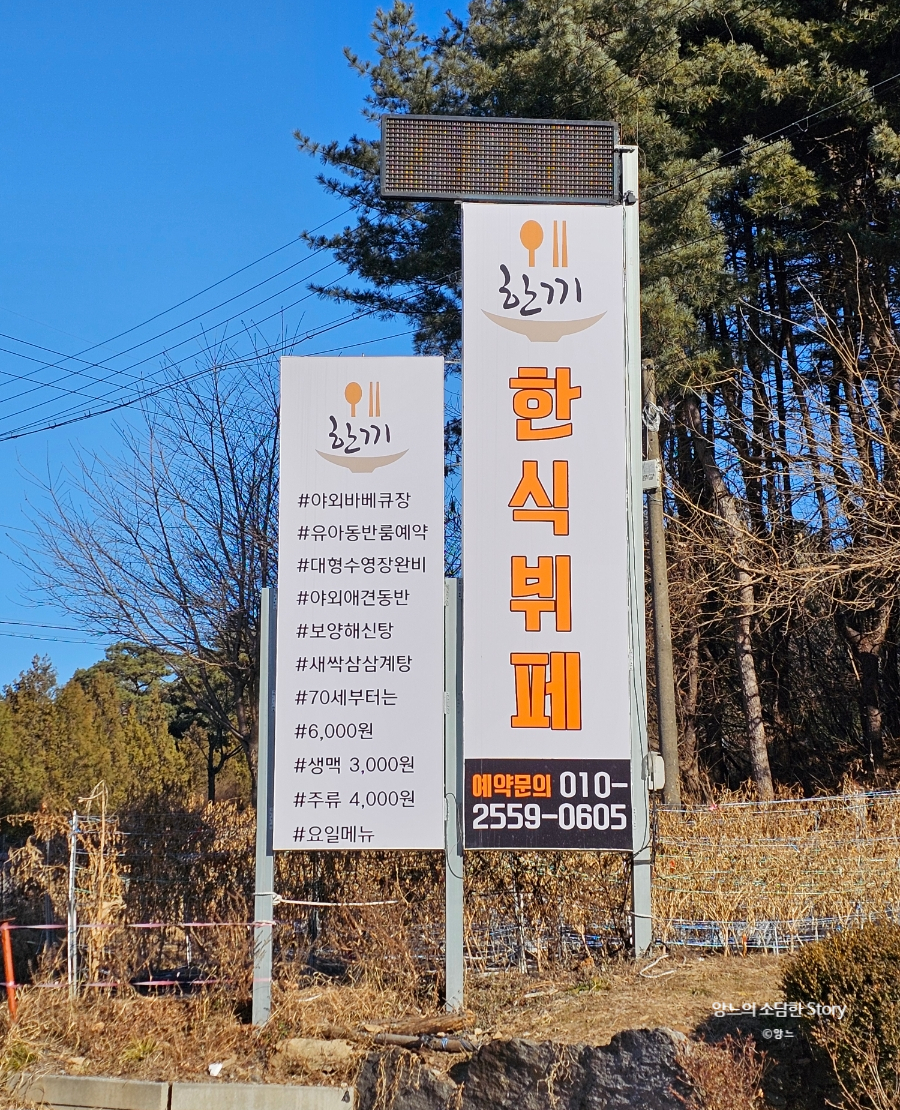 한끼
#야외바베큐장
#유아동반룸예약
#대형수영장완비
#야외애견동반
#보양해신탕
#새싹삼삼계탕
#70세부터는
#6,000원
#생맥 3,000원
#주류 4,000원
#요일메뉴
한끼
한
식
뷔
페
예약문의 010-
2559-0605
앙느의 소담한 Story
©앙느